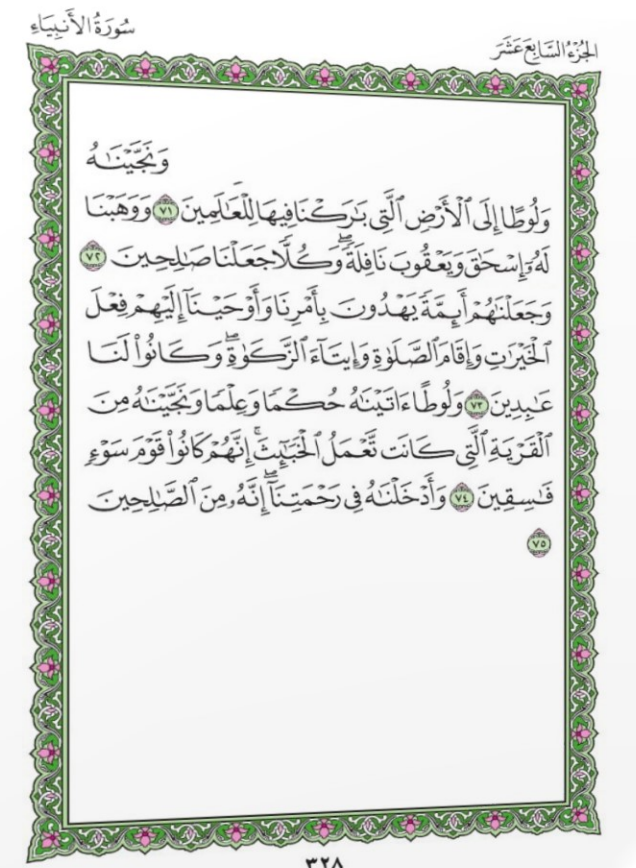 سُورَةُ الأَنبِيَاءِ
الجُزْءُ السَّابِعَ عَشَرَ
وَنَجَّيْنَٰهُ
وَلُوطًا إِلَى ٱلْأَرْضِ ٱلَّتِى بَٰرَكْنَا فِيهَا لِلْعَٰلَمِينَ ٧١ وَوَهَبْنَا
لَهُۥٓ إِسْحَٰقَ وَيَعْقُوبَ نَافِلَةً ۖ وَكُلًّا جَعَلْنَا صَٰلِحِينَ ٧٢
وَجَعَلْنَٰهُمْ أَئِمَّةً يَهْدُونَ بِأَمْرِنَا وَأَوْحَيْنَآ إِلَيْهِمْ فِعْلَ
ٱلْخَيْرَٰتِ وَإِقَامَ ٱلصَّلَوٰةِ وَإِيتَآءَ ٱلزَّكَوٰةِ ۖ وَكَانُوا۟ لَنَا
عَٰبِدِينَ ٧٣ وَلُوطًا ءَاتَيْنَٰهُ حُكْمًا وَعِلْمًا وَنَجَّيْنَٰهُ مِنَ
ٱلْقَرْيَةِ ٱلَّتِى كَانَت تَّعْمَلُ ٱلْخَبَٰٓئِثَ ۗ إِنَّهُمْ كَانُوا۟ قَوْمَ سَوْءٍ
فَٰسِقِينَ ٧٤ وَأَدْخَلْنَٰهُ فِى رَحْمَتِنَآ ۖ إِنَّهُۥ مِنَ ٱلصَّٰلِحِينَ
٧٥
٣٢٨